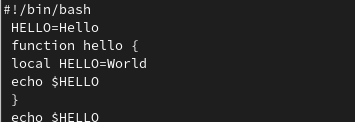 #!/bin/bash
HELLO=Hello
function hello {
local HELLO=World
echo $HELLO
}
echo $HELLO